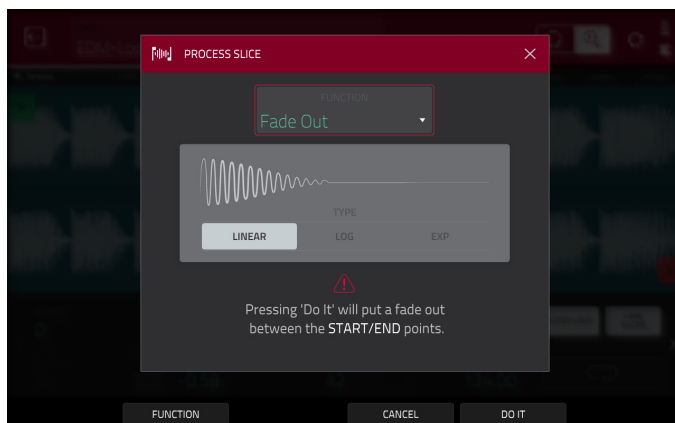 PROCESS SLICE
FUNCTION
Fade Out
TYPE
LINEAR
LOG
EXP
Pressing 'Do It' will put a fade out
between the START/END points.
FUNCTION
CANCEL
DO IT